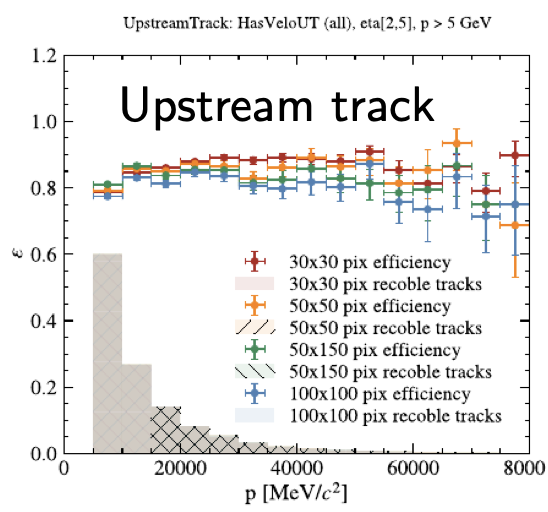 UpstreamTrack: HasVeloUT (all), eta[2,5], p > 5 GeV
Upstream track
1.2
1.0
0.8
0.6
0.4
0.2
0.0
ε
30x30 pix efficiency
30x30 pix recoble tracks
50x50 pix efficiency
50x50 pix recoble tracks
50x150 pix efficiency
50x150 pix recoble tracks
100x100 pix efficiency
100x100 pix recoble tracks
0 20000 40000 60000 8000
p [MeV/c²]